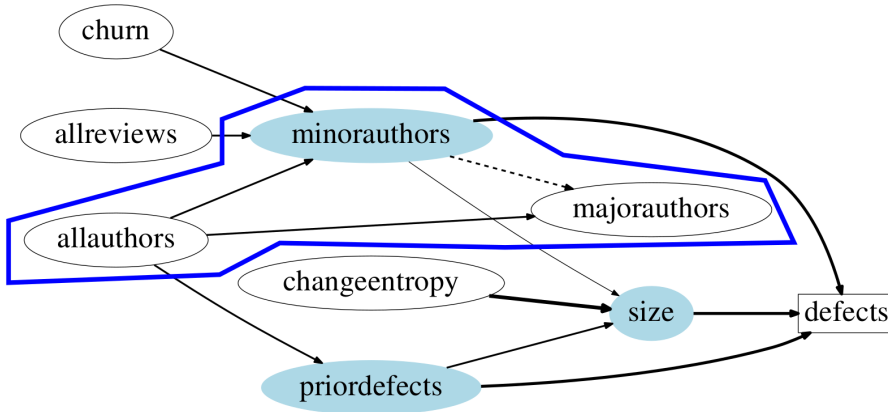 churn
allreviews
minorauthors
majorauthors
allauthors
changeentropy
size
defects
priordefects